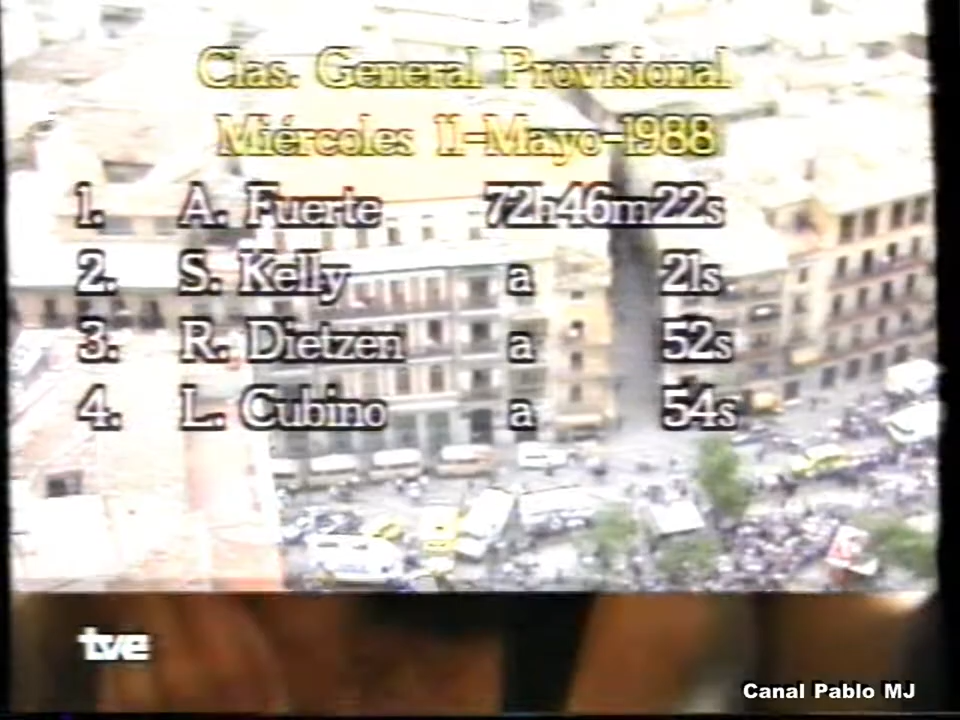 Clas. General Provisional
Miércoles 11-Mayo-1988
1. A. Fuerte 72h46m22s
2. S. Kelly a 21s.
3. R. Dietzen a 52s
4. L. Cubino a 54s
tve
Canal Pablo MJ